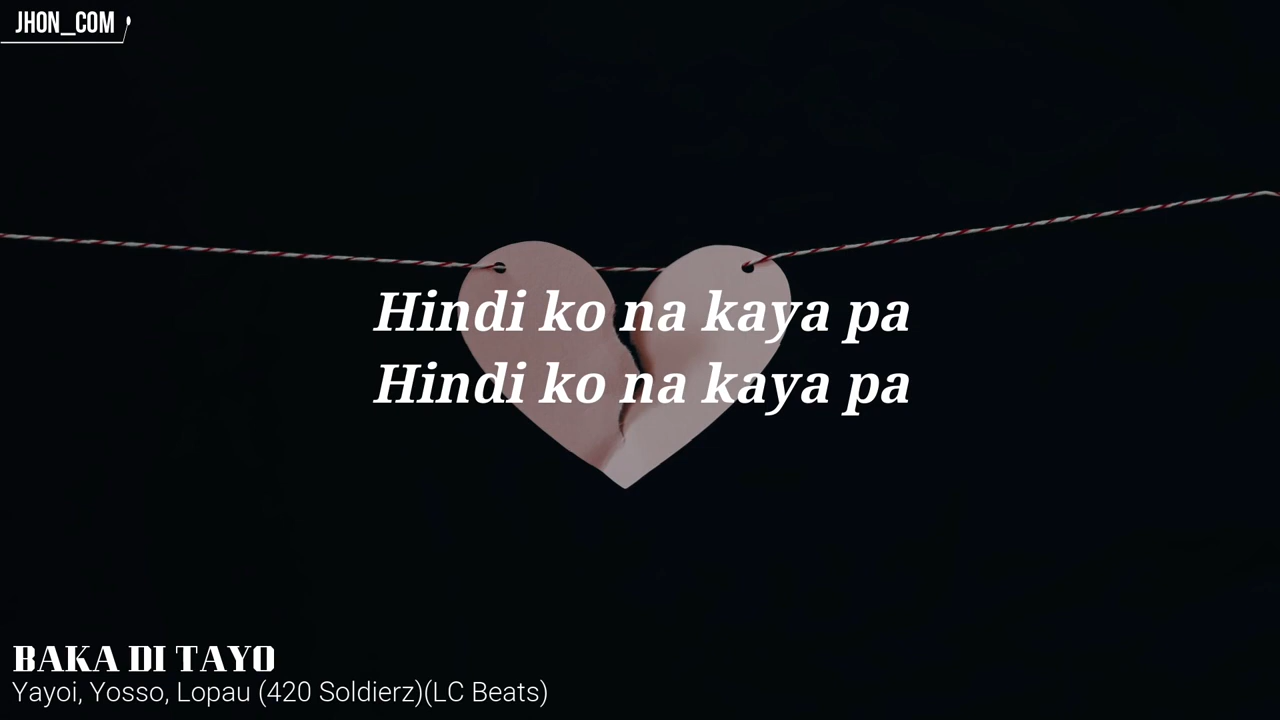 JHON_COM
Hindi ko na kaya pa
Hindi ko na kaya pa
BAKA DI TAYO
Yayoi, Yosso, Lopau (420 Soldierz)(LC Beats)